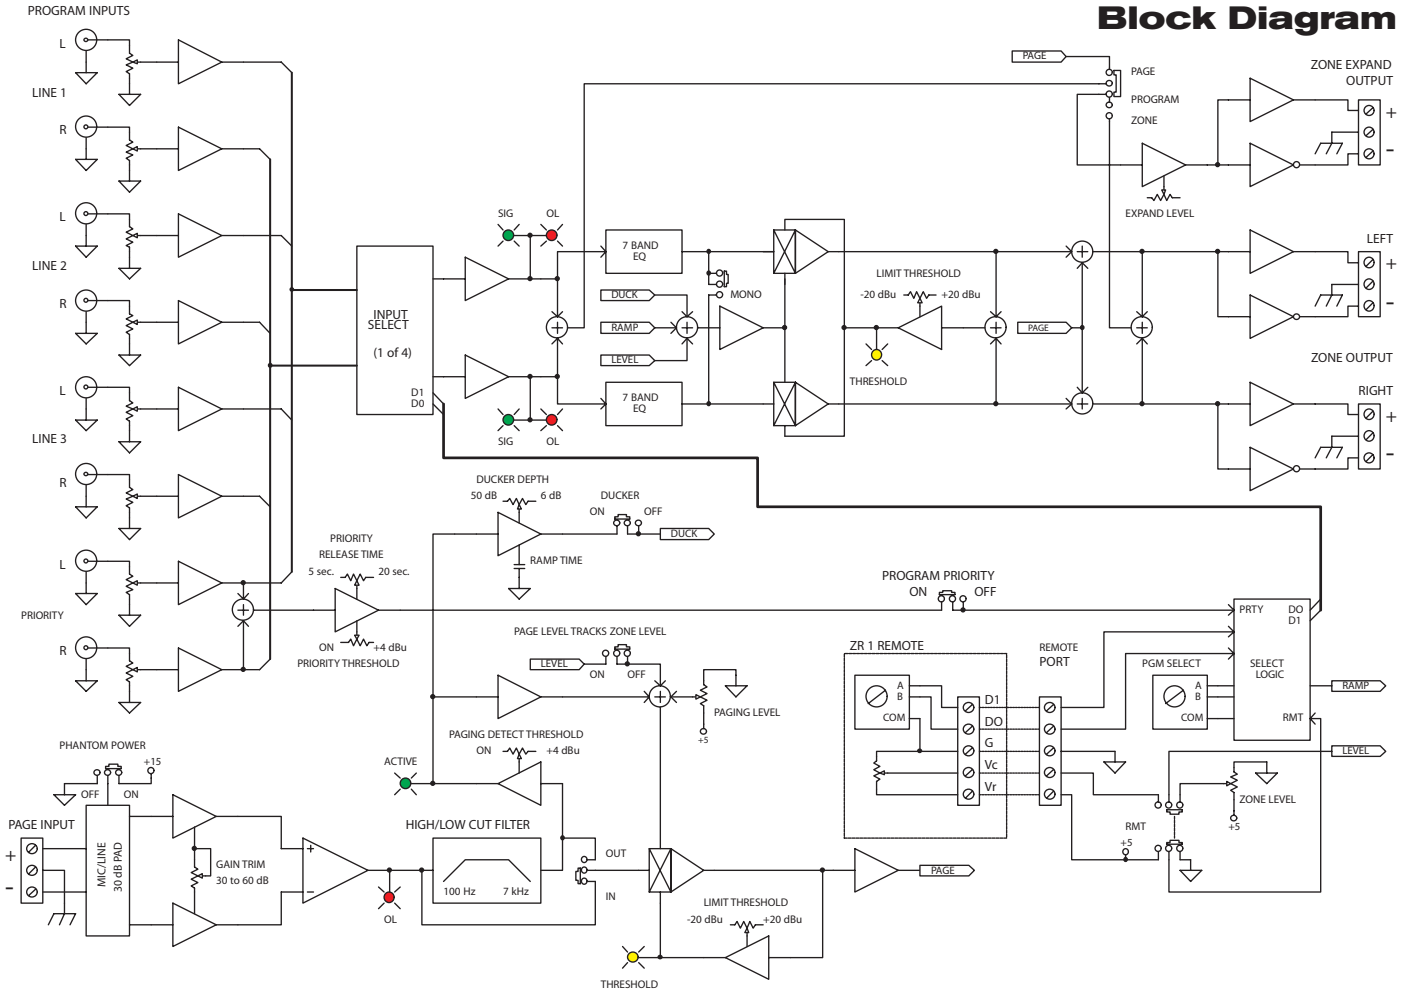 Block Diagram
PROGRAM INPUTS
L
LINE 1
R
L
LINE 2
R
L
LINE 3
R
L
PRIORITY
R
INPUT
SELECT
(1 of 4)
D1
D0
SIG
OL
SIG
OL
7 BAND
EQ
DUCK
RAMP
LEVEL
7 BAND
EQ
MONO
LIMIT THRESHOLD
-20 dBu
+20 dBu
THRESHOLD
PAGE
PAGE
PAGE
PROGRAM
ZONE
EXPAND LEVEL
ZONE EXPAND
OUTPUT
+
-
LEFT
+
-
ZONE OUTPUT
RIGHT
+
-
DUCKER DEPTH
50 dB
6 dB
RAMP TIME
DUCKER
ON
OFF
DUCK
PRIORITY
RELEASE TIME
5 sec.
20 sec.
ON
+4 dBu
PRIORITY THRESHOLD
PROGRAM PRIORITY
ON
OFF
PAGE LEVEL TRACKS ZONE LEVEL
LEVEL
ON
OFF
PAGING LEVEL
+5
PAGING DETECT THRESHOLD
ON
+4 dBu
ACTIVE
ZR 1 REMOTE
A
B
COM
D1
DO
G
Vc
Vr
REMOTE
PORT
PGM SELECT
A
B
COM
PRTY
DO
D1
SELECT
LOGIC
RMT
RAMP
LEVEL
ZONE LEVEL
+5
RMT
+5
PHANTOM POWER
+15
OFF
ON
PAGE INPUT
+
-
MIC/LINE
30 dB PAD
GAIN TRIM
30 to 60 dB
+
-
OL
HIGH/LOW CUT FILTER
100 Hz
7 kHz
OUT
IN
PAGE
LIMIT THRESHOLD
-20 dBu
+20 dBu
THRESHOLD